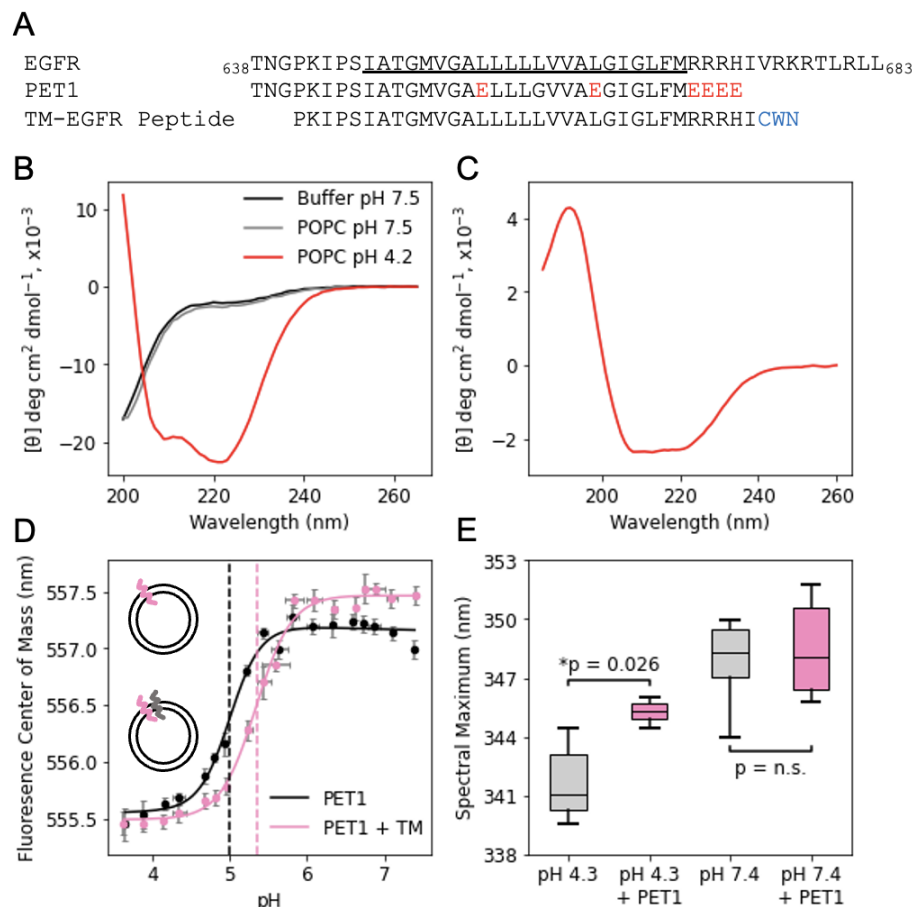 A
EGFR 638TNGPKIPSIATGMVGALLLLLVVALGIGLFMRRRHIVRKRTLRLL683
PET1 TNGPKIPSIATGMVGAELLLGVVAEGIGLFMEEEE
TM-EGFR Peptide PKIPSIATGMVGALLLLLVVALGIGLFMRRRHICWN
B
[θ] deg cm² dmol⁻¹, x10⁻³
10
0
−10
−20
Buffer pH 7.5
POPC pH 7.5
POPC pH 4.2
200 220 240 260
Wavelength (nm)
C
[θ] deg cm² dmol⁻¹, x10⁻³
4
2
0
−2
200 220 240 260
Wavelength (nm)
D
Fluoresence Center of Mass (nm)
557.5
557.0
556.5
556.0
555.5
PET1
PET1 + TM
4 5 6 7
pH
E
Spectral Maximum (nm)
353
350
347
344
341
338
*p = 0.026
p = n.s.
pH 4.3 pH 4.3 + PET1 pH 7.4 pH 7.4 + PET1